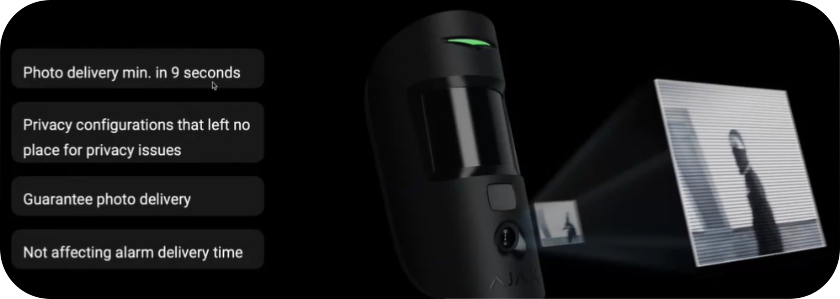 Photo delivery min. in 9 seconds
Privacy configurations that left no
place for privacy issues
Guarantee photo delivery
Not affecting alarm delivery time
AJAX